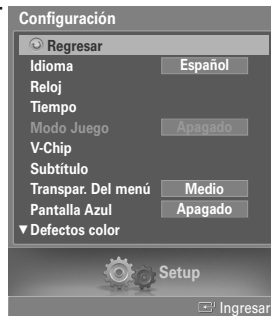 Configuración
Regresar
Idioma Español
Reloj
Tiempo
Modo Juego Apagado
V-Chip
Subtítulo
Transpar. Del menú Medio
Pantalla Azul Apagado
▼Defectos color
Setup
Ingresar